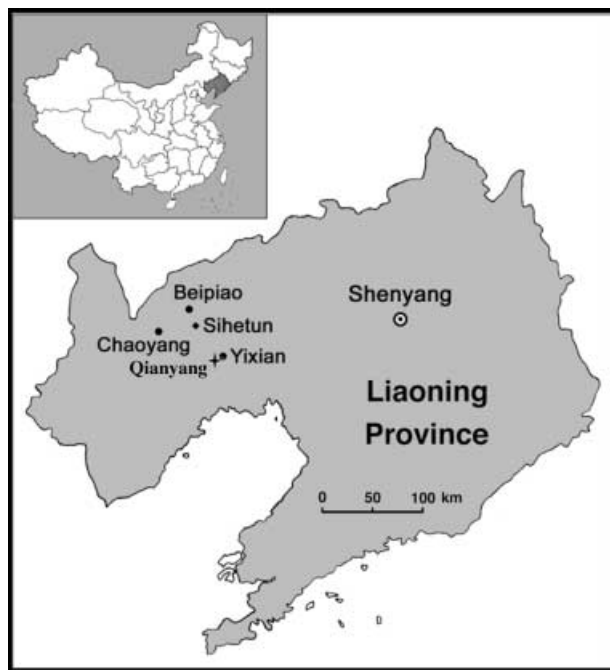 Beipiao
Shenyang
Sihetun
Chaoyang
Qianyang
Yixian
Liaoning
Province
0 50 100 km